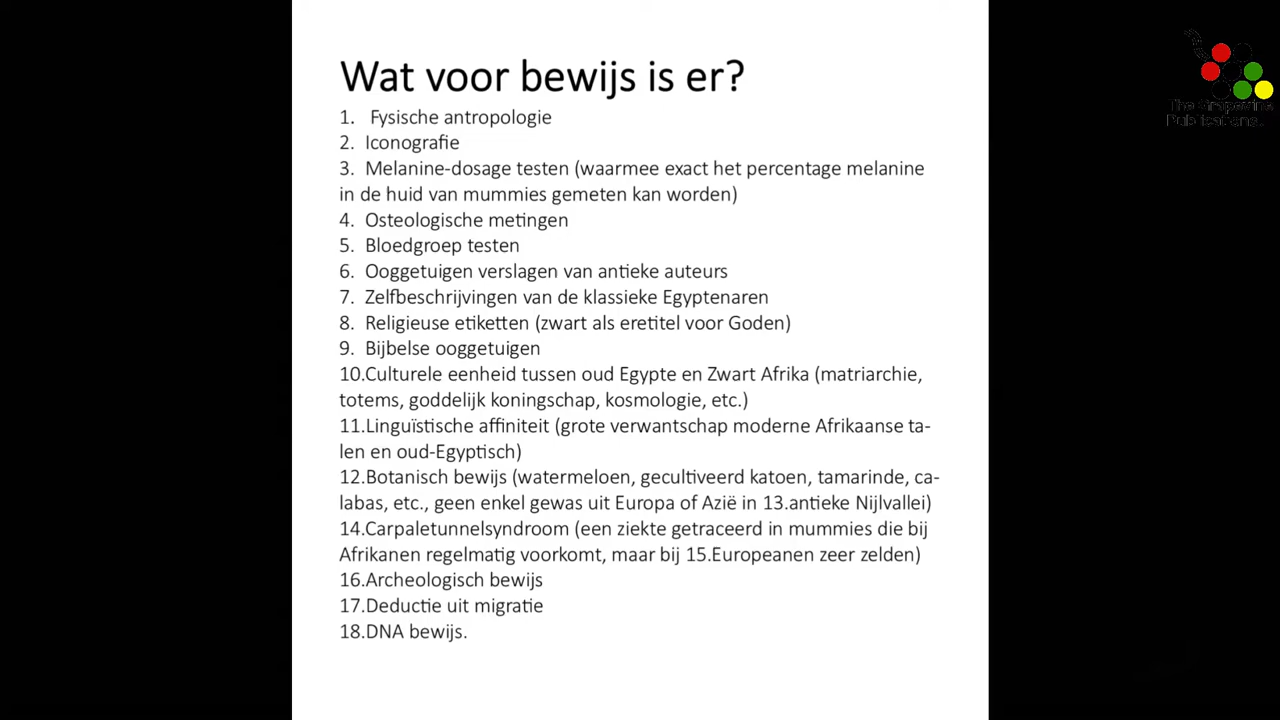 Wat voor bewijs is er?
1. Fysische antropologie
2. Iconografie
3. Melanine-dosage testen (waarmee exact het percentage melanine
in de huid van mummies gemeten kan worden)
4. Osteologische metingen
5. Bloedgroep testen
6. Ooggetuigen verslagen van antieke auteurs
7. Zelfbeschrijvingen van de klassieke Egyptenaren
8. Religieuse etiketten (zwart als eretitel voor Goden)
9. Bijbelse ooggetuigen
10.Culturele eenheid tussen oud Egypte en Zwart Afrika (matriarchie,
totems, goddelijk koningschap, kosmologie, etc.)
11.Linguïstische affiniteit (grote verwantschap moderne Afrikaanse ta-
len en oud-Egyptisch)
12.Botanisch bewijs (watermeloen, gecultiveerd katoen, tamarinde, ca-
labas, etc., geen enkel gewas uit Europa of Azië in 13.antieke Nijlvallei)
14.Carpaletunnelsyndroom (een ziekte getraceerd in mummies die bij
Afrikanen regelmatig voorkomt, maar bij 15.Europeanen zeer zelden)
16.Archeologisch bewijs
17.Deductie uit migratie
18.DNA bewijs.
The Grapevine
Publications.